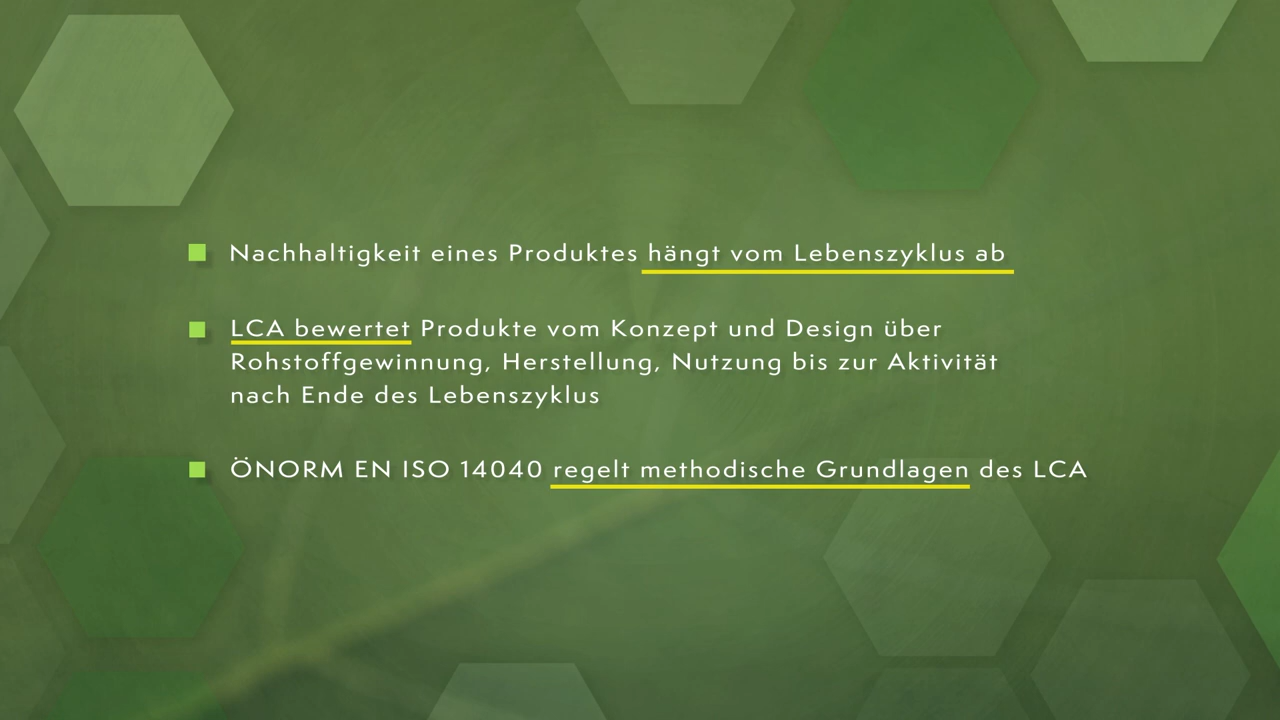 Nachhaltigkeit eines Produktes hängt vom Lebenszyklus ab
LCA bewertet Produkte vom Konzept und Design über
Rohstoffgewinnung, Herstellung, Nutzung bis zur Aktivität
nach Ende des Lebenszyklus
ÖNORM EN ISO 14040 regelt methodische Grundlagen des LCA